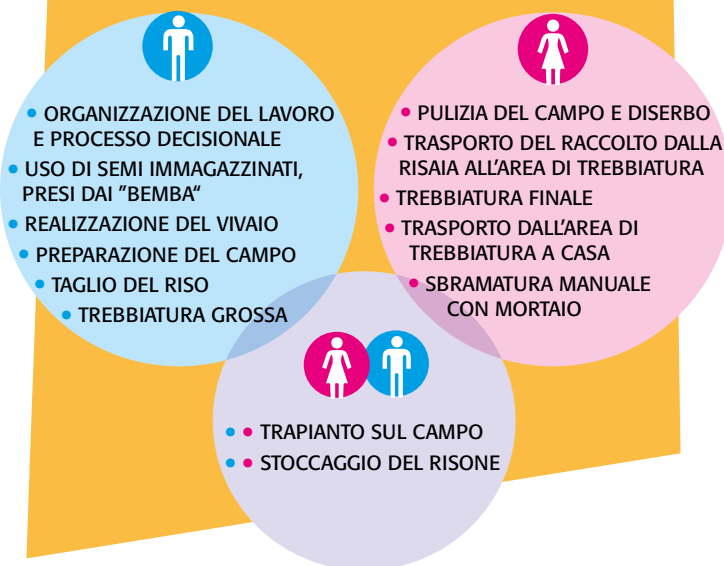 • ORGANIZZAZIONE DEL LAVORO
E PROCESSO DECISIONALE
• USO DI SEMI IMMAGAZZINATI,
PRESI DAI "BEMBA“
• REALIZZAZIONE DEL VIVAIO
• PREPARAZIONE DEL CAMPO
• TAGLIO DEL RISO
• TREBBIATURA GROSSA
• PULIZIA DEL CAMPO E DISERBO
• TRASPORTO DEL RACCOLTO DALLA
RISAIA ALL'AREA DI TREBBIATURA
• TREBBIATURA FINALE
• TRASPORTO DALL'AREA DI
TREBBIATURA A CASA
• SBRAMATURA MANUALE
CON MORTAIO
• • TRAPIANTO SUL CAMPO
• • STOCCAGGIO DEL RISONE